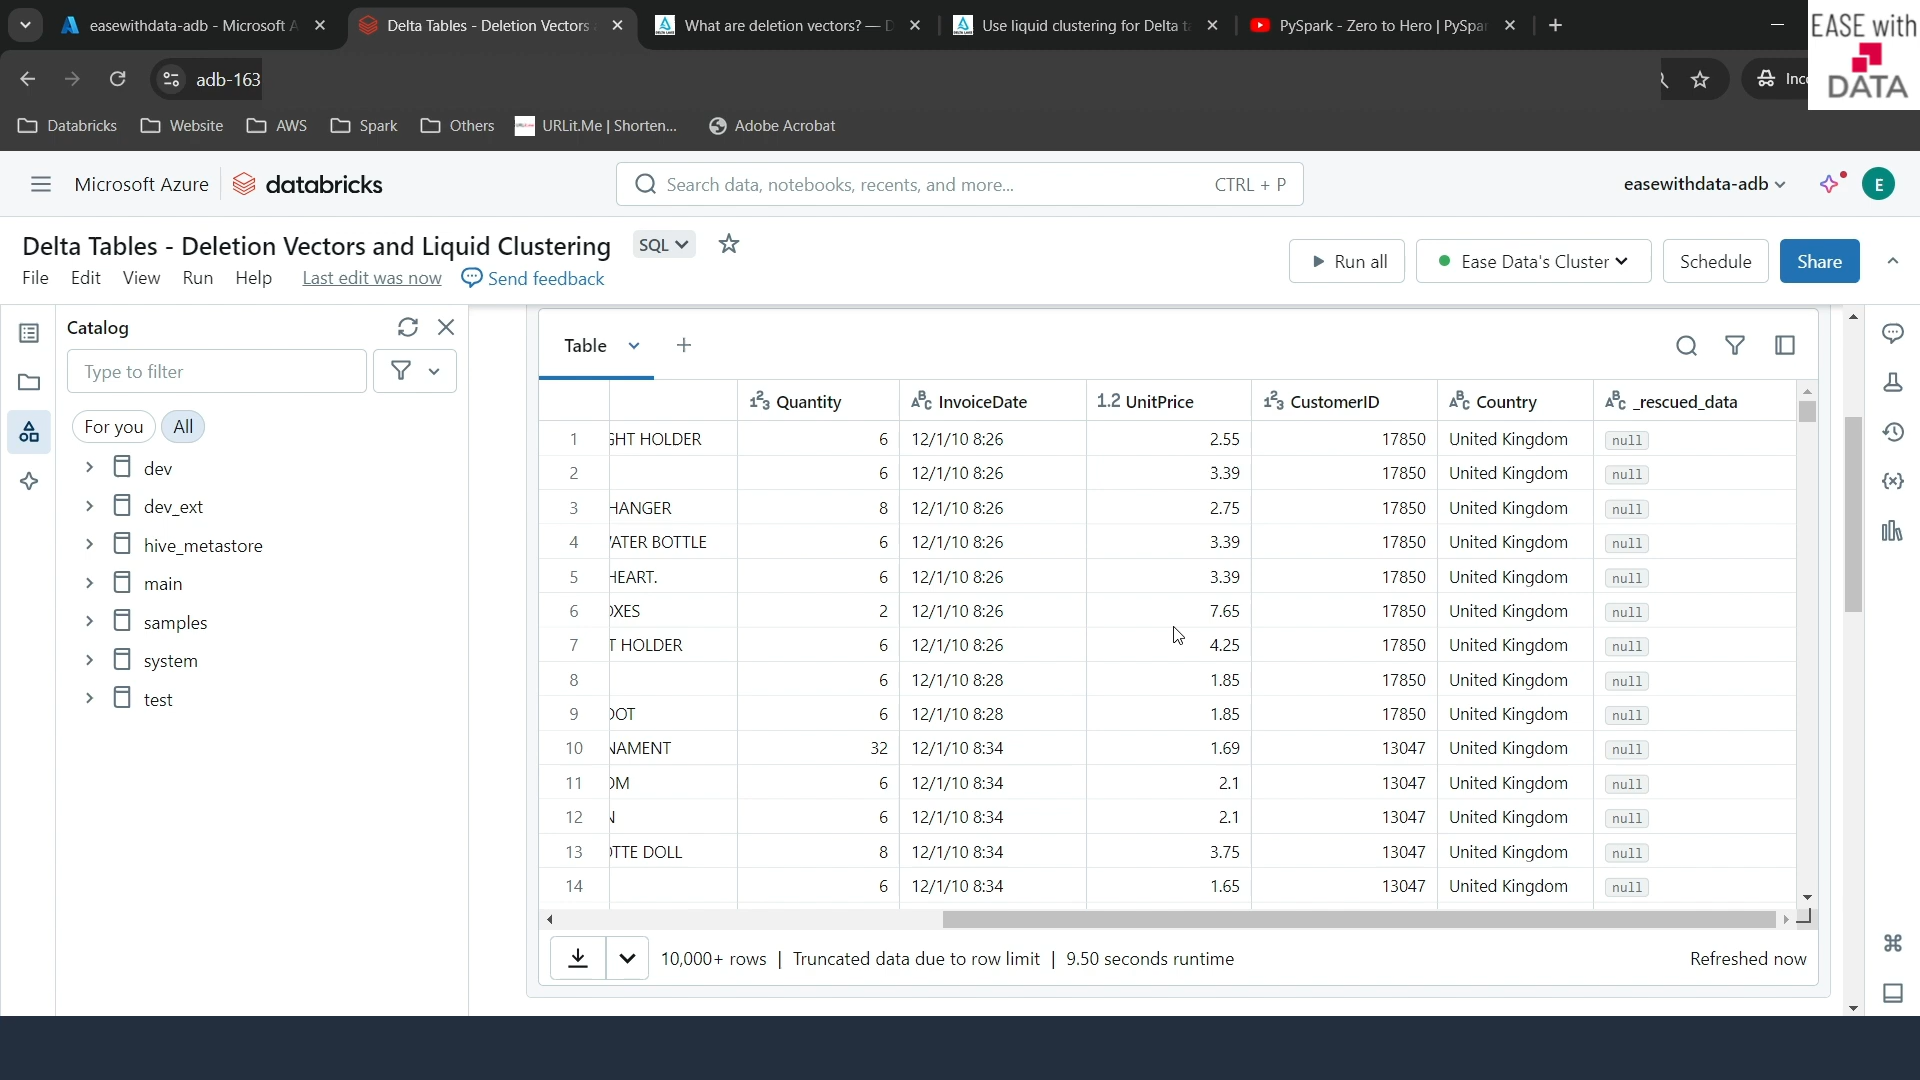 easewithdata-adb - Microsoft A
Delta Tables - Deletion Vectors
What are deletion vectors? — D
Use liquid clustering for Delta ta
PySpark - Zero to Hero | PySpar
EASE with
DATA
adb-163
Databricks
Website
AWS
Spark
Others
URLit.Me | Shorten...
Adobe Acrobat
Microsoft Azure
databricks
Search data, notebooks, recents, and more...
CTRL + P
easewithdata-adb
E
Delta Tables - Deletion Vectors and Liquid Clustering
SQL
File Edit View Run Help Last edit was now Send feedback
Run all
Ease Data's Cluster
Schedule
Share
Catalog
Type to filter
For you
All
dev
dev_ext
hive_metastore
main
samples
system
test
Table
Quantity InvoiceDate 1.2 UnitPrice CustomerID Country _rescued_data
1 GHT HOLDER 6 12/1/10 8:26 2.55 17850 United Kingdom null
2 6 12/1/10 8:26 3.39 17850 United Kingdom null
3 HANGER 8 12/1/10 8:26 2.75 17850 United Kingdom null
4 ATER BOTTLE 6 12/1/10 8:26 3.39 17850 United Kingdom null
5 HEART. 6 12/1/10 8:26 3.39 17850 United Kingdom null
6 OXES 2 12/1/10 8:26 7.65 17850 United Kingdom null
7 T HOLDER 6 12/1/10 8:26 4.25 17850 United Kingdom null
8 6 12/1/10 8:28 1.85 17850 United Kingdom null
9 OOT 6 12/1/10 8:28 1.85 17850 United Kingdom null
10 NAMENT 32 12/1/10 8:34 1.69 13047 United Kingdom null
11 OM 6 12/1/10 8:34 2.1 13047 United Kingdom null
12 N 6 12/1/10 8:34 2.1 13047 United Kingdom null
13 OTTE DOLL 8 12/1/10 8:34 3.75 13047 United Kingdom null
14 6 12/1/10 8:34 1.65 13047 United Kingdom null
10,000+ rows | Truncated data due to row limit | 9.50 seconds runtime
Refreshed now